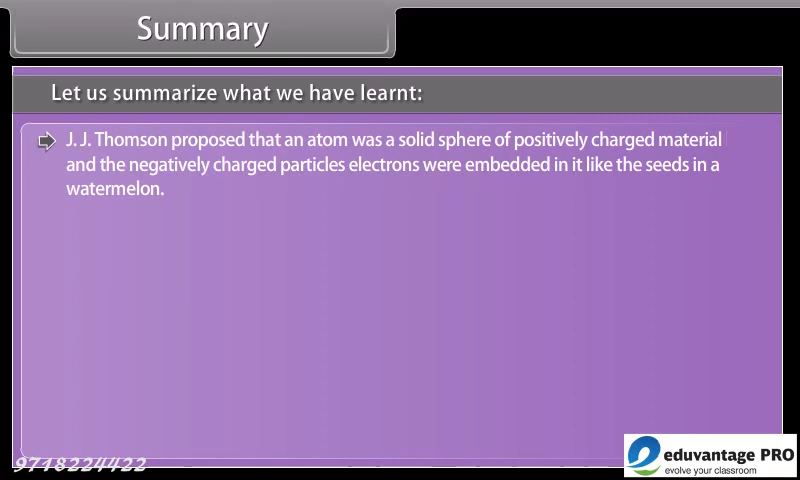 Summary
Let us summarize what we have learnt:
J. J. Thomson proposed that an atom was a solid sphere of positively charged material
and the negatively charged particles electrons were embedded in it like the seeds in a
watermelon.
9718224422
eduvantage PRO
evolve your classroom